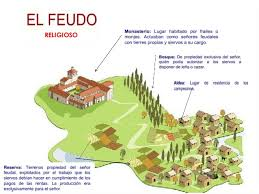 EL FEUDO
RELIGIOSO
Monasterio: Lugar habitado por frailes o
monjes. Actuaban como señores feudales
con tierras propias y siervos a su cargo.
Bosque: De propiedad exclusiva del señor,
quien podía autorizar a los siervos a
disponer de leña o cazar.
Aldea: Lugar de residencia de los
campesinos.
Reserva: Terrenos propiedad del señor
feudal, explotados por el trabajo que los
siervos debían hacer en cumplimiento de los
pagos de las rentas. La producción era
exclusivamente para el señor.